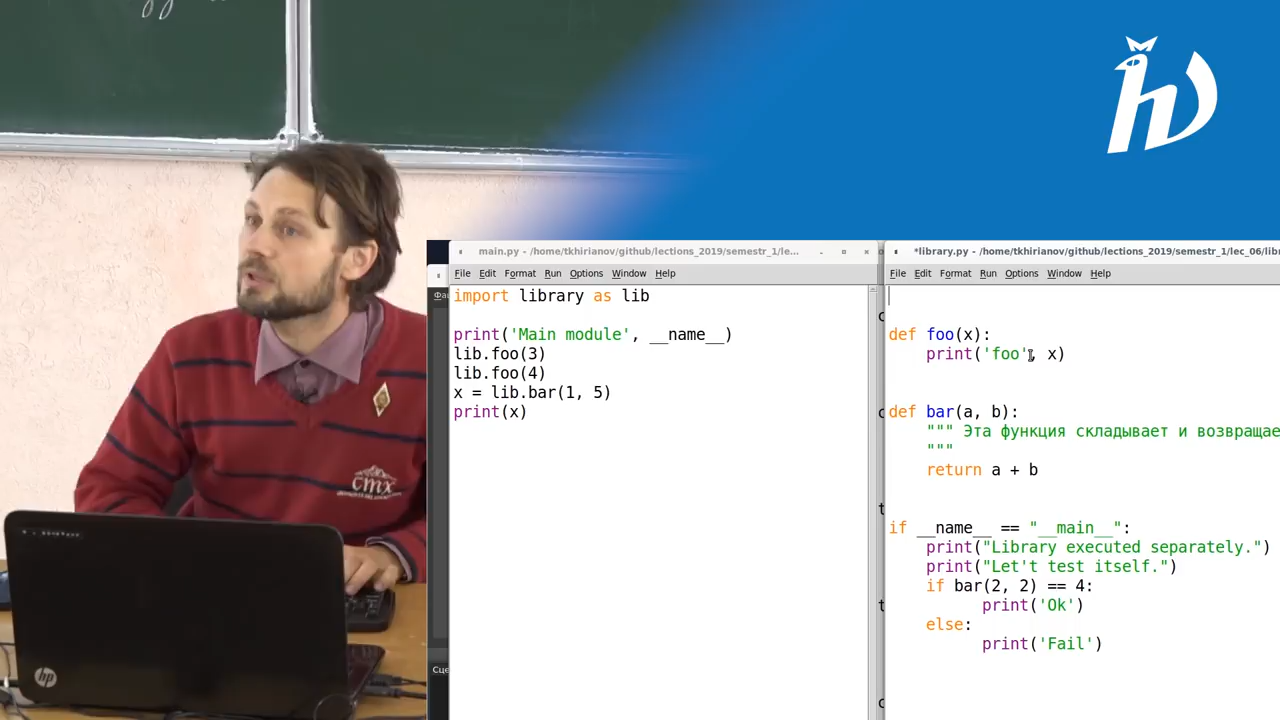 main.py - /home/tkhirianov/github/lections_2019/semestr_1/le...
File Edit Format Run Options Window Help
import library as lib
print('Main module', __name__)
lib.foo(3)
lib.foo(4)
x = lib.bar(1, 5)
print(x)
*library.py - /home/tkhirianov/github/lections_2019/semestr_1/lec_06/libr
File Edit Format Run Options Window Help
def foo(x):
print('foo', x)
def bar(a, b):
""" Эта функция складывает и возвращае
"""
return a + b
if __name__ == "__main__":
print("Library executed separately.")
print("Let't test itself.")
if bar(2, 2) == 4:
print('Ok')
else:
print('Fail')
стх
hp
Фа
Сце